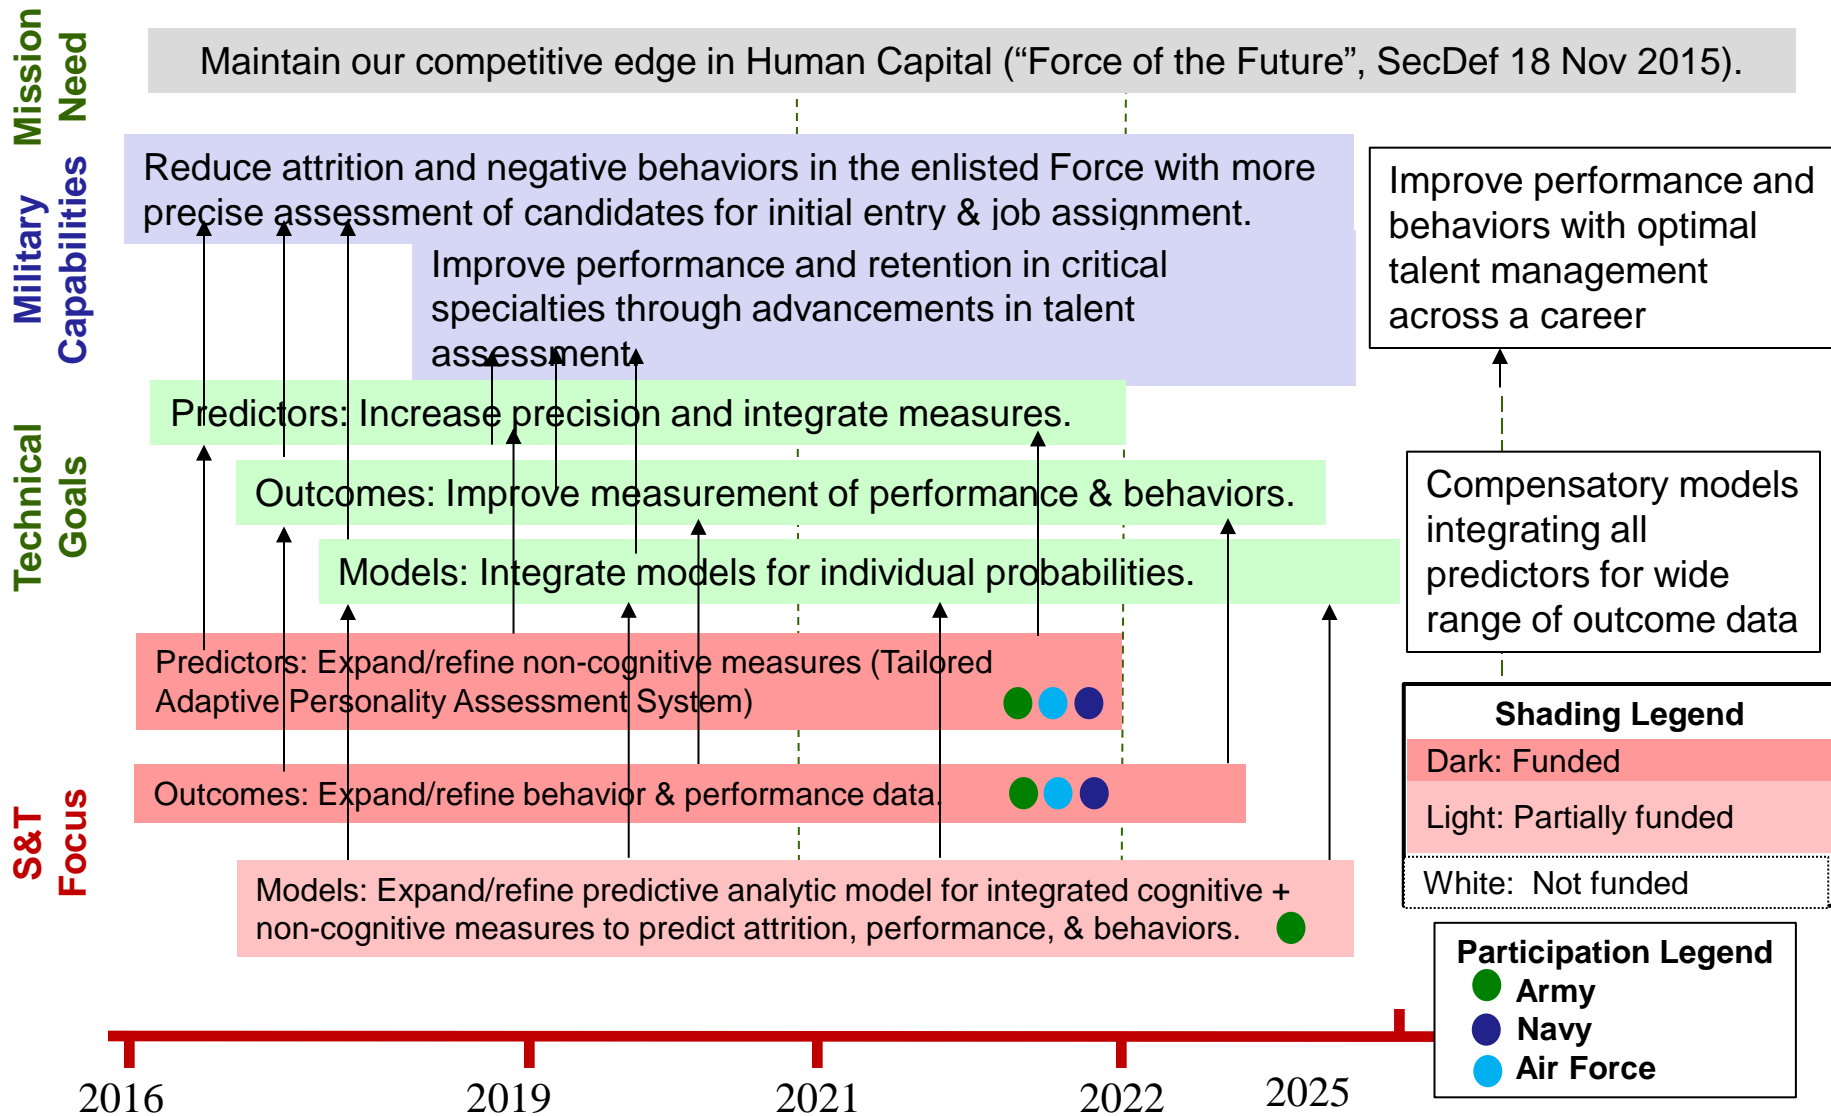 Mission
Need
Maintain our competitive edge in Human Capital (“Force of the Future”, SecDef 18 Nov 2015).
Military
Capabilities
Reduce attrition and negative behaviors in the enlisted Force with more
precise assessment of candidates for initial entry & job assignment.
Improve performance and retention in critical
specialties through advancements in talent
assessment.
Improve performance and
behaviors with optimal
talent management
across a career
Technical
Goals
Predictors: Increase precision and integrate measures.
Outcomes: Improve measurement of performance & behaviors.
Models: Integrate models for individual probabilities.
Compensatory models
integrating all
predictors for wide
range of outcome data
S&T
Focus
Predictors: Expand/refine non-cognitive measures (Tailored
Adaptive Personality Assessment System)
Outcomes: Expand/refine behavior & performance data.
Models: Expand/refine predictive analytic model for integrated cognitive +
non-cognitive measures to predict attrition, performance, & behaviors.
Shading Legend
Dark: Funded
Light: Partially funded
White: Not funded
Participation Legend
Army
Navy
Air Force
2016
2019
2021
2022
2025